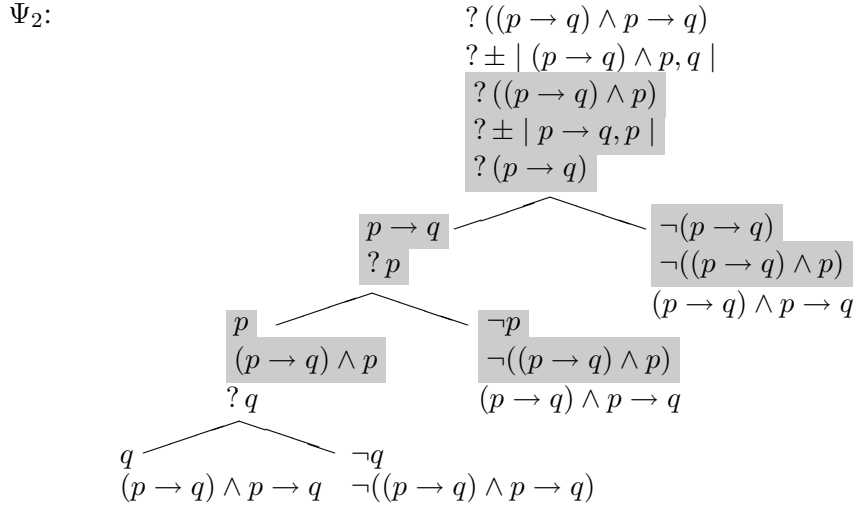 Ψ₂:
? ((p → q) ∧ p → q)
? ± | (p → q) ∧ p, q |
? ((p → q) ∧ p)
? ± | p → q, p |
? (p → q)
p → q ¬(p → q)
? p ¬((p → q) ∧ p)
(p → q) ∧ p → q
p ¬p
(p → q) ∧ p ¬((p → q) ∧ p)
? q (p → q) ∧ p → q
q ¬q
(p → q) ∧ p → q ¬((p → q) ∧ p → q)